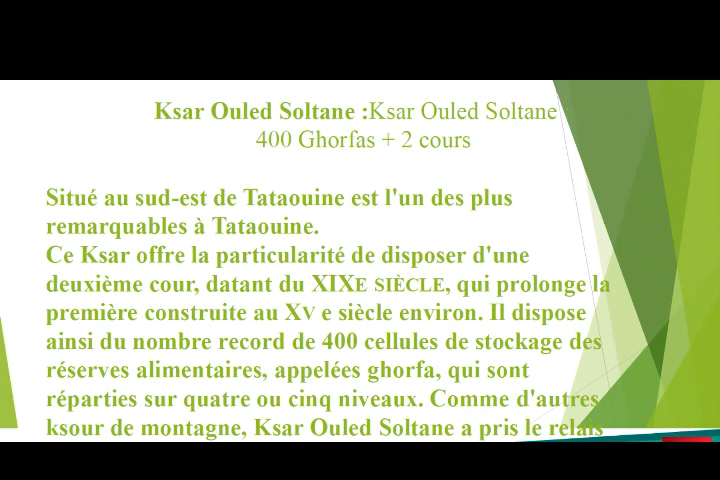 Ksar Ouled Soltane :Ksar Ouled Soltane
400 Ghorfas + 2 cours
Situé au sud-est de Tataouine est l'un des plus
remarquables à Tataouine.
Ce Ksar offre la particularité de disposer d'une
deuxième cour, datant du XIXE SIÈCLE, qui prolonge la
première construite au XV e siècle environ. Il dispose
ainsi du nombre record de 400 cellules de stockage des
réserves alimentaires, appelées ghorfa, qui sont
réparties sur quatre ou cinq niveaux. Comme d'autres
ksour de montagne, Ksar Ouled Soltane a pris le relais